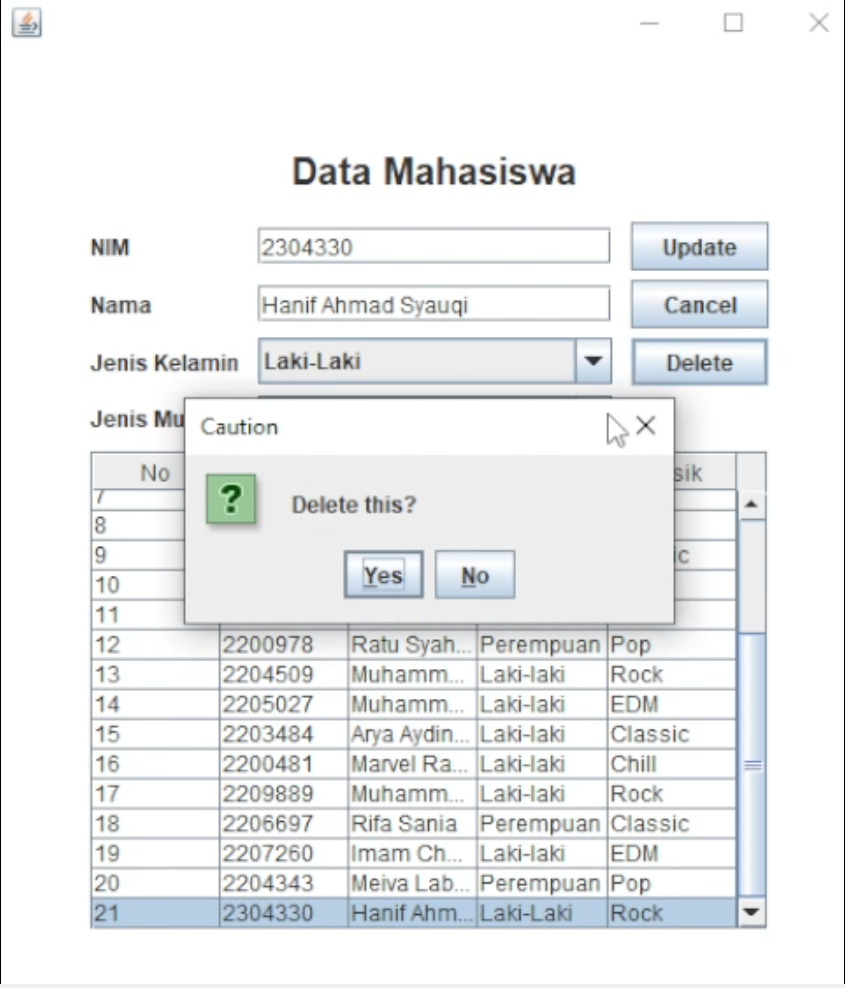 Data Mahasiswa
NIM 2304330 Update
Nama Hanif Ahmad Syauqi Cancel
Jenis Kelamin Laki-Laki Delete
Jenis Mu
Caution
? Delete this?
Yes No
No sik
7
8
9 ic
10
11
12 2200978 Ratu Syah... Perempuan Pop
13 2204509 Muhamm... Laki-laki Rock
14 2205027 Muhamm... Laki-laki EDM
15 2203484 Arya Aydin... Laki-laki Classic
16 2200481 Marvel Ra... Laki-laki Chill
17 2209889 Muhamm... Laki-laki Rock
18 2206697 Rifa Sania Perempuan Classic
19 2207260 Imam Ch... Laki-laki EDM
20 2204343 Meiva Lab... Perempuan Pop
21 2304330 Hanif Ahm... Laki-Laki Rock